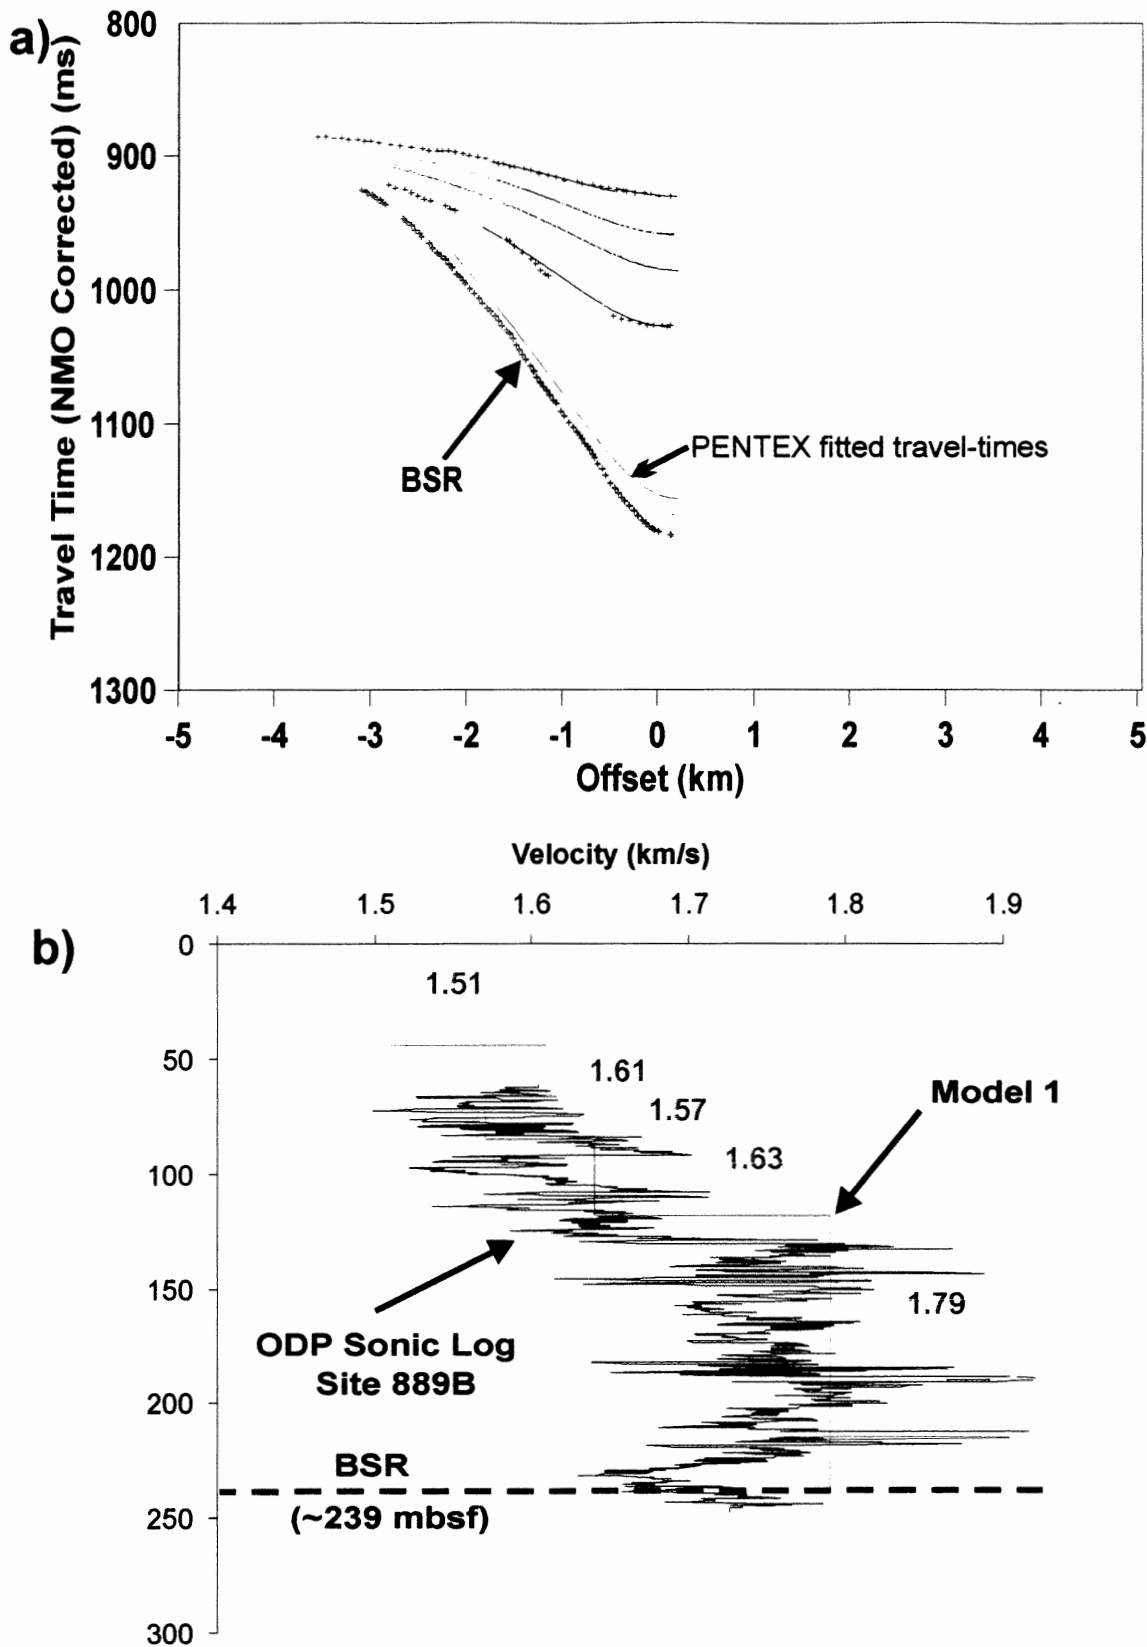 a)
Travel Time (NMO Corrected) (ms)
800
900
1000
1100
1200
1300
BSR
PENTEX fitted travel-times
-5 -4 -3 -2 -1 0 1 2 3 4 5
Offset (km)
Velocity (km/s)
1.4 1.5 1.6 1.7 1.8 1.9
b)
0
1.51
50
1.61
Model 1
1.57
1.63
100
150
1.79
ODP Sonic Log
Site 889B
200
BSR
(~239 mbsf)
250
300